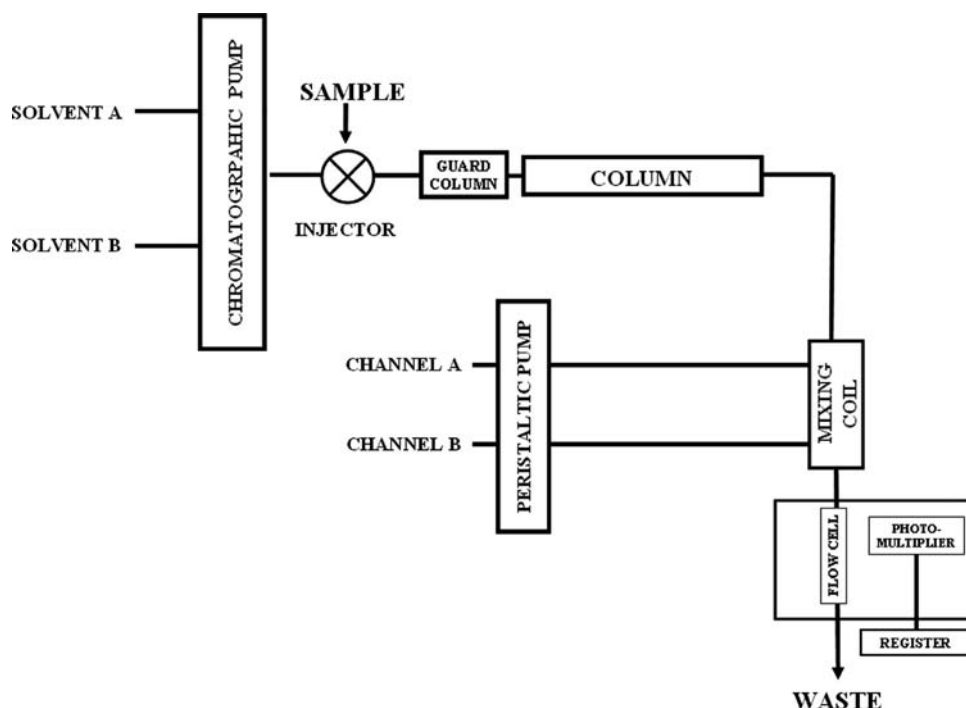 SOLVENT A
SOLVENT B
CHROMATOGRPAHIC PUMP
SAMPLE
INJECTOR
GUARD
COLUMN
COLUMN
CHANNEL A
CHANNEL B
PERISTALTIC PUMP
MIXING
COIL
FLOW CELL
PHOTO-
MULTIPLIER
REGISTER
WASTE